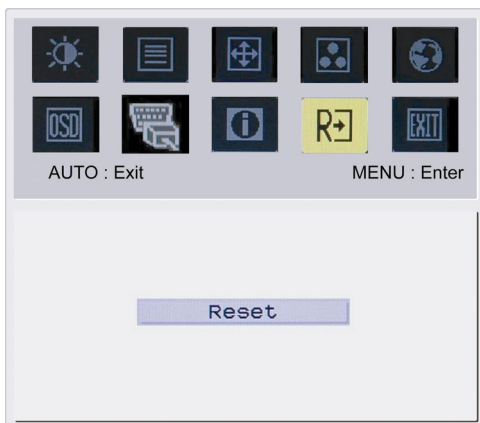 OSD
R
EXIT
AUTO : Exit
MENU : Enter
Reset